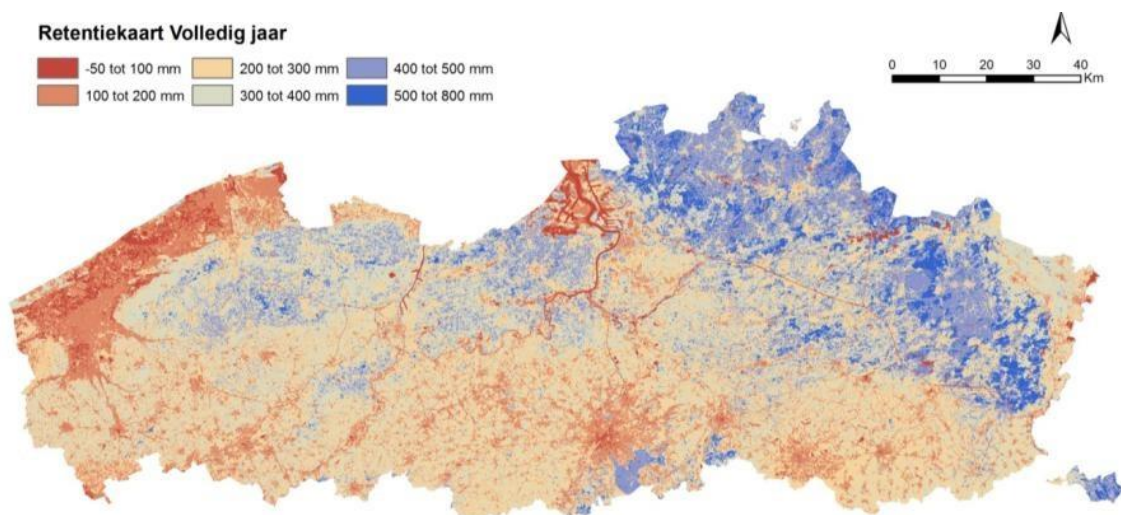 Retentiekaart Volledig jaar
-50 tot 100 mm 200 tot 300 mm 400 tot 500 mm
100 tot 200 mm 300 tot 400 mm 500 tot 800 mm
0 10 20 30 40
Km